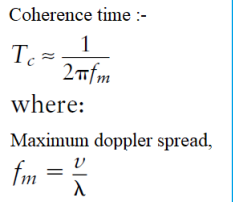 Coherence time :-
T_c ≈ 1 / 2πf_m
where:
Maximum doppler spread,
f_m = υ / λ